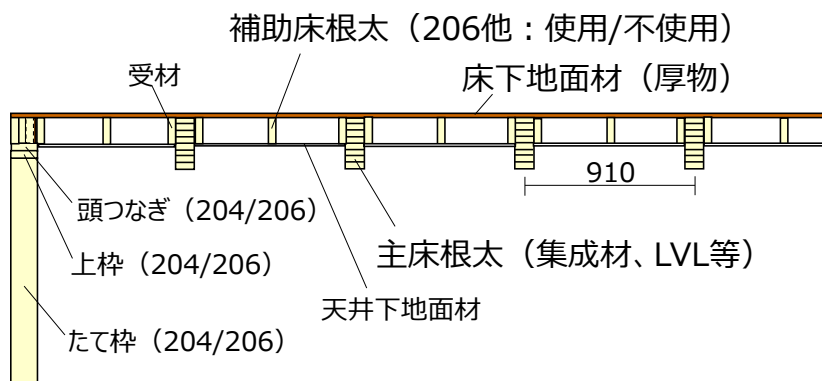 補助床根太（206他：使用/不使用）
受材
床下地面材（厚物）
910
頭つなぎ（204/206）
主床根太（集成材、LVL等）
上枠（204/206）
天井下地面材
たて枠（204/206）